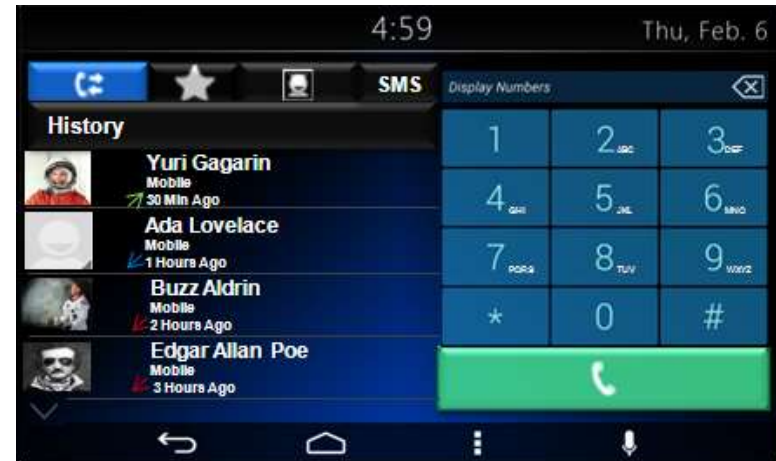 4:59
Thu, Feb. 6
SMS
Display Numbers
History
Yuri Gagarin
Mobile
30 Min Ago
Ada Lovelace
Mobile
1 Hours Ago
Buzz Aldrin
Mobile
2 Hours Ago
Edgar Allan Poe
Mobile
3 Hours Ago
1
2 ABC
3 DEF
4 GHI
5 JKL
6 MNO
7 PQRS
8 TUV
9 WXYZ
*
0
#